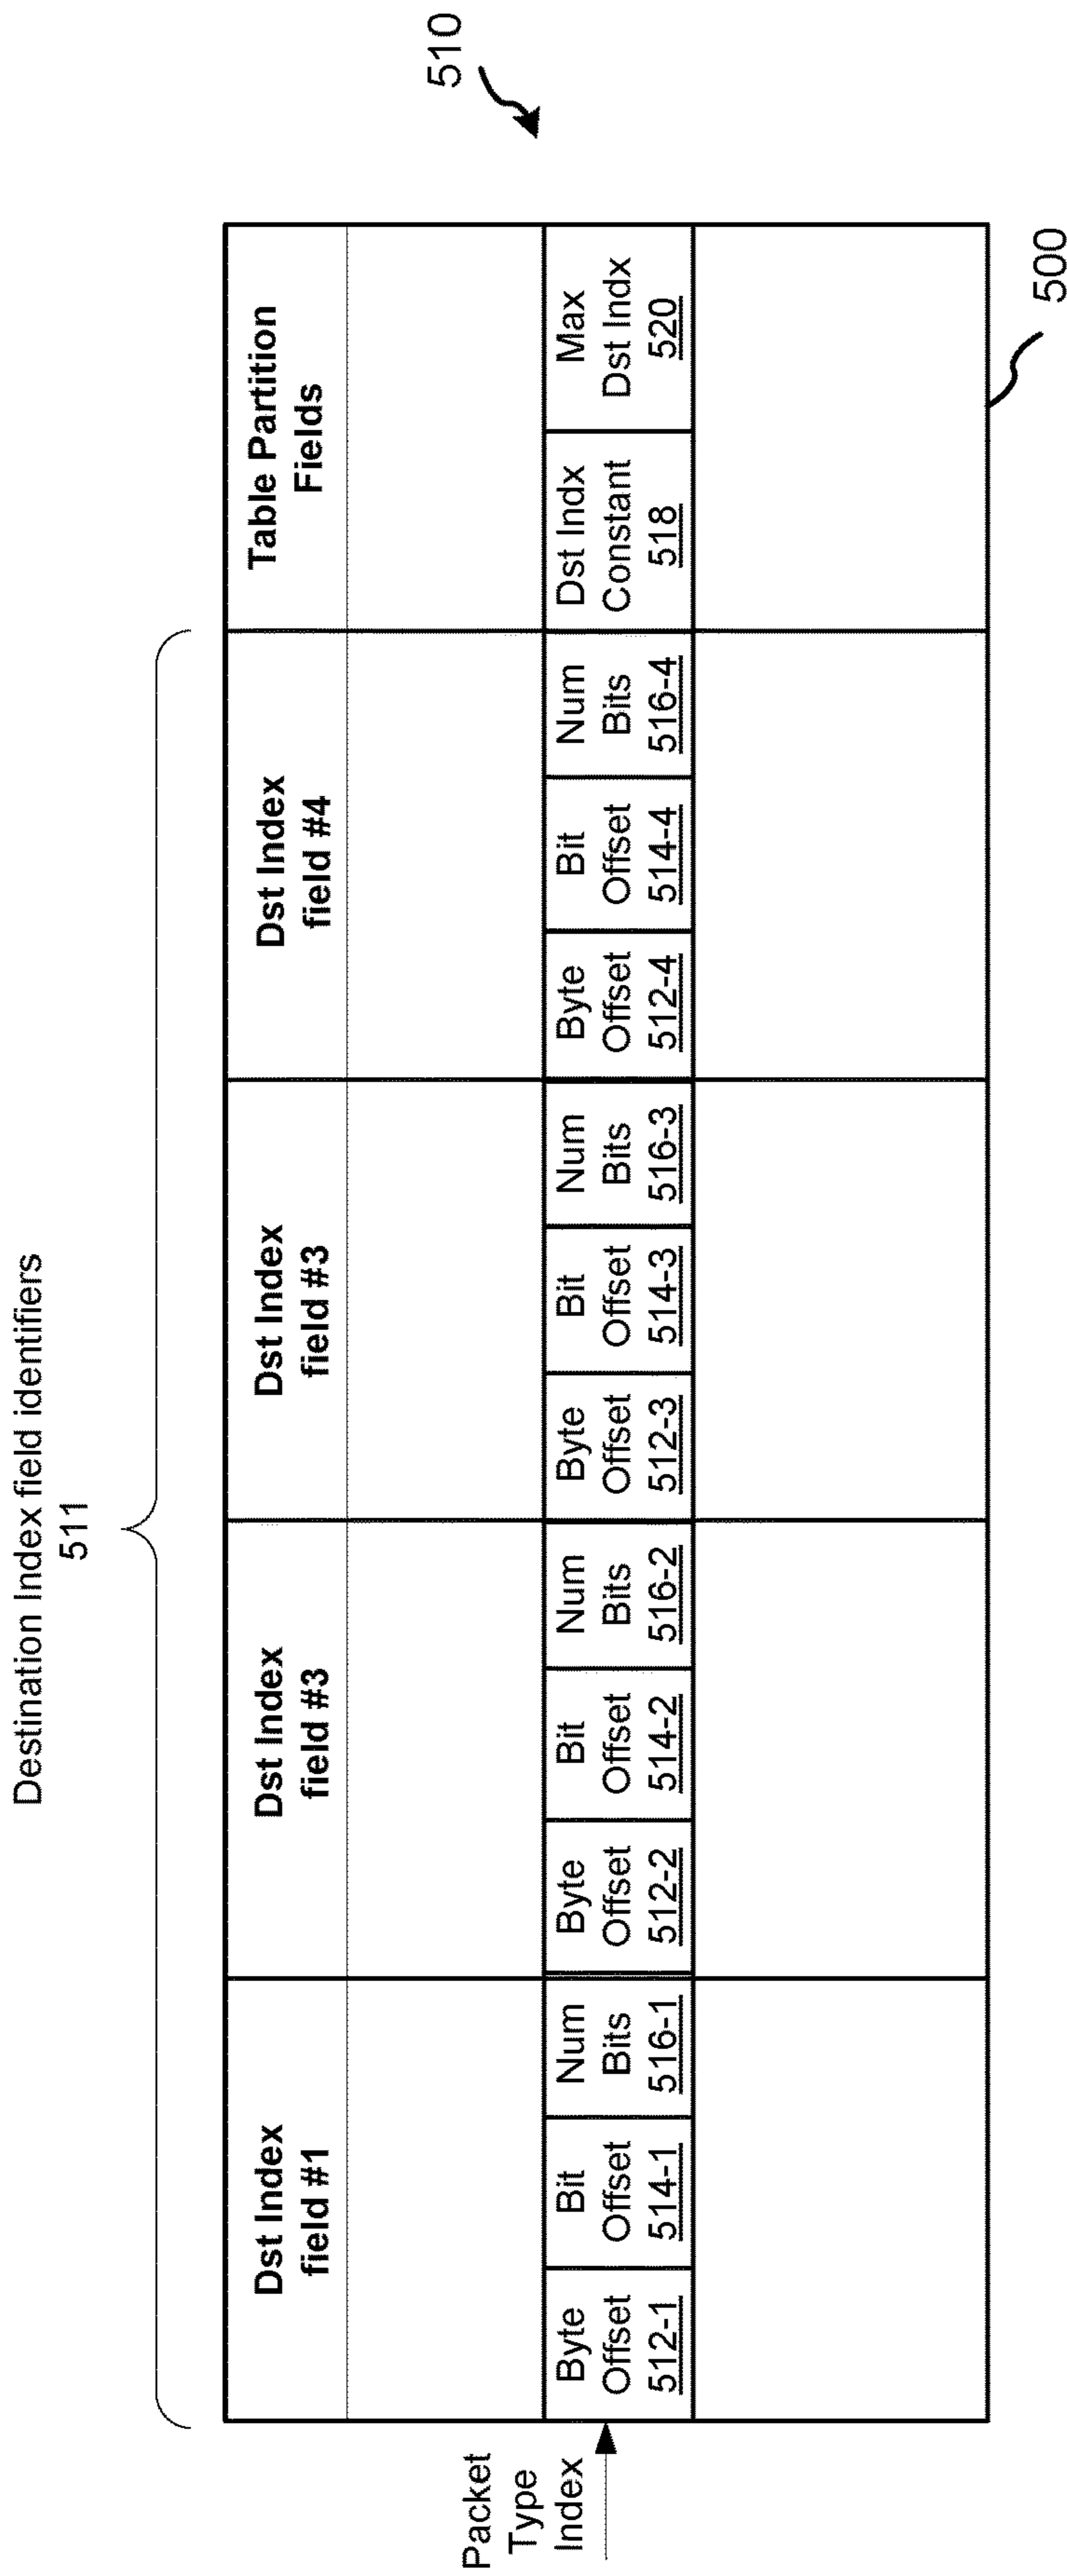 Destination Index field identifiers
511
510
Dst Index
field #1
Dst Index
field #3
Dst Index
field #3
Dst Index
field #4
Table Partition
Fields
Packet
Type
Index
Byte
Offset
512-1
Bit
Offset
514-1
Num
Bits
516-1
Byte
Offset
512-2
Bit
Offset
514-2
Num
Bits
516-2
Byte
Offset
512-3
Bit
Offset
514-3
Num
Bits
516-3
Byte
Offset
512-4
Bit
Offset
514-4
Num
Bits
516-4
Dst Indx
Constant
518
Max
Dst Indx
520
500